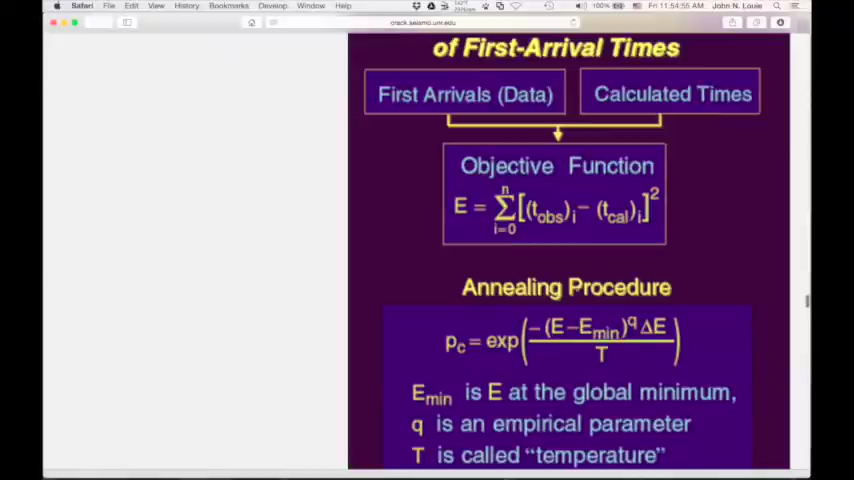 Safari File Edit View History Bookmarks Develop Window Help
100% Fri 11:54:55 AM John N. Louie
crack.seismo.unr.edu
of First-Arrival Times
First Arrivals (Data) Calculated Times
Objective Function
E = n∑i=0 [(tobs)i − (tcal)i]²
Annealing Procedure
pc = exp(−(E−Emin)^q ΔE / T)
Emin is E at the global minimum,
q is an empirical parameter
T is called “temperature”